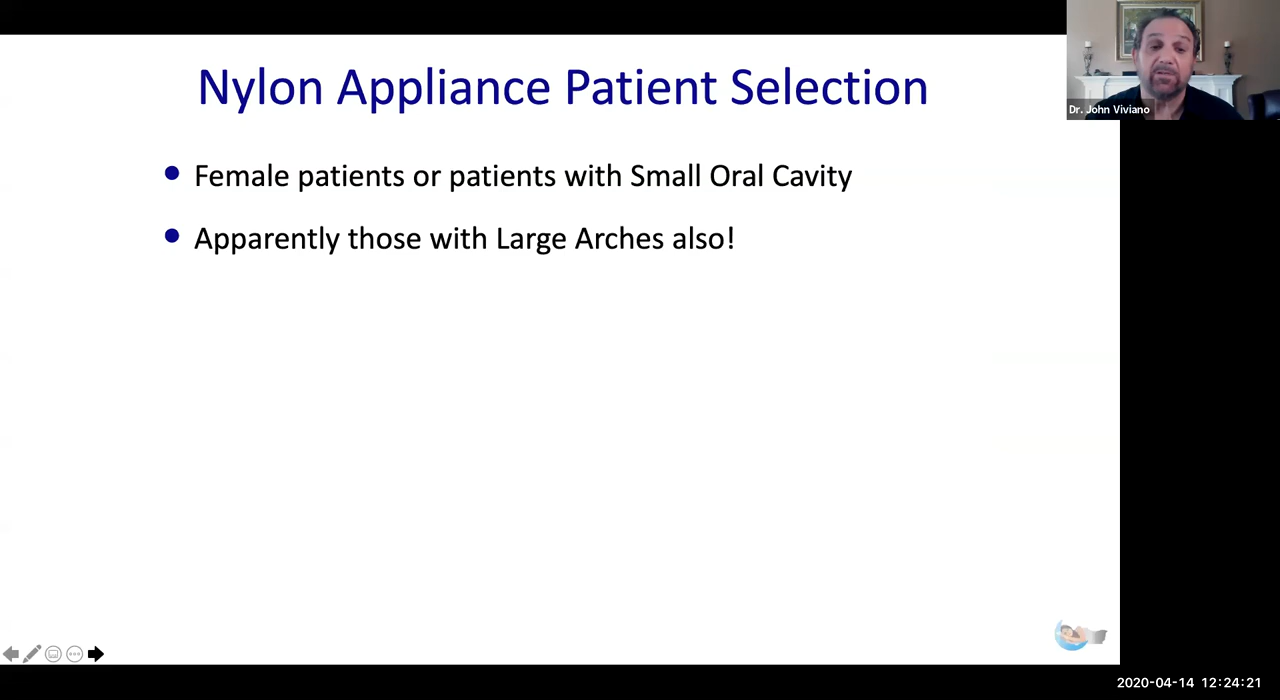 Nylon Appliance Patient Selection
Dr. John Viviano
• Female patients or patients with Small Oral Cavity
• Apparently those with Large Arches also!
2020-04-14 12:24:21